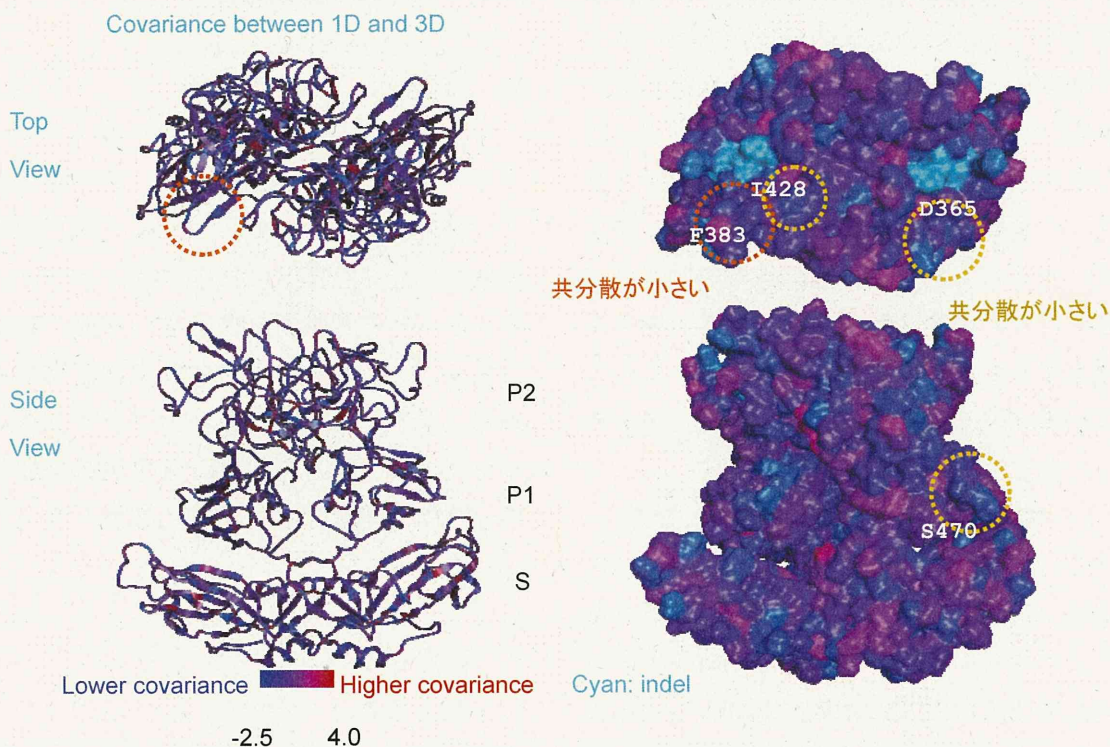 Covariance between 1D and 3D
Top
View
I428
D365
F383
共分散が小さい
共分散が小さい
Side
View
P2
P1
S470
S
Lower covariance
Higher covariance
Cyan: indel
-2.5
4.0